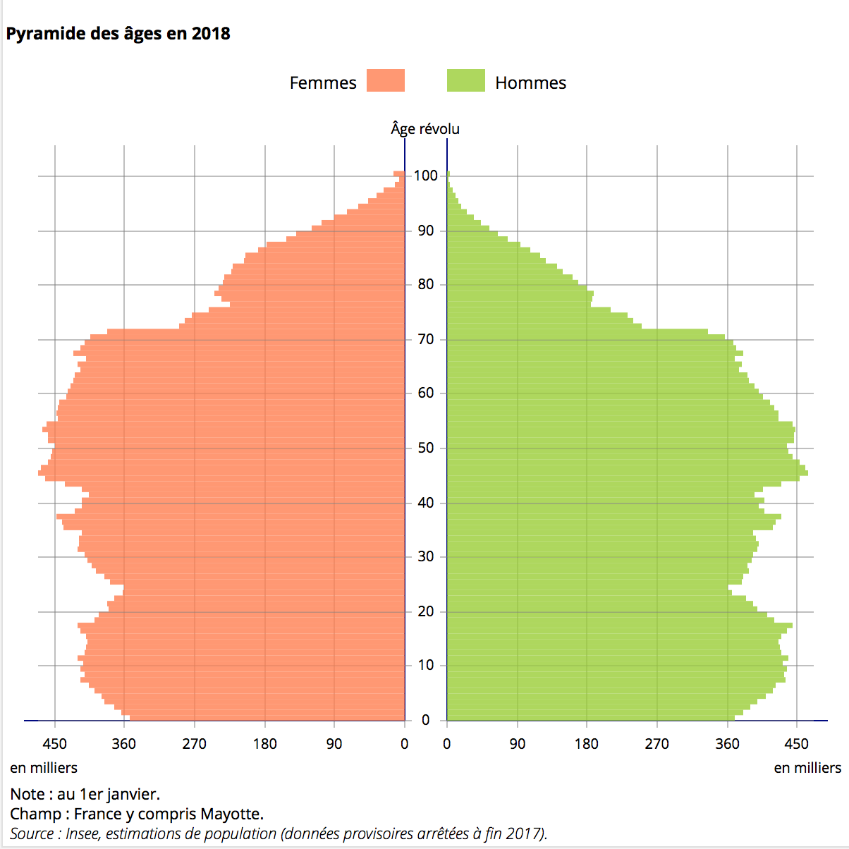 Pyramide des âges en 2018
Femmes Hommes
Âge révolu
100
90
80
70
60
50
40
30
20
10
0
450 360 270 180 90 0 0 90 180 270 360 450
en milliers en milliers
Note : au 1er janvier.
Champ : France y compris Mayotte.
Source : Insee, estimations de population (données provisoires arrêtées à fin 2017).